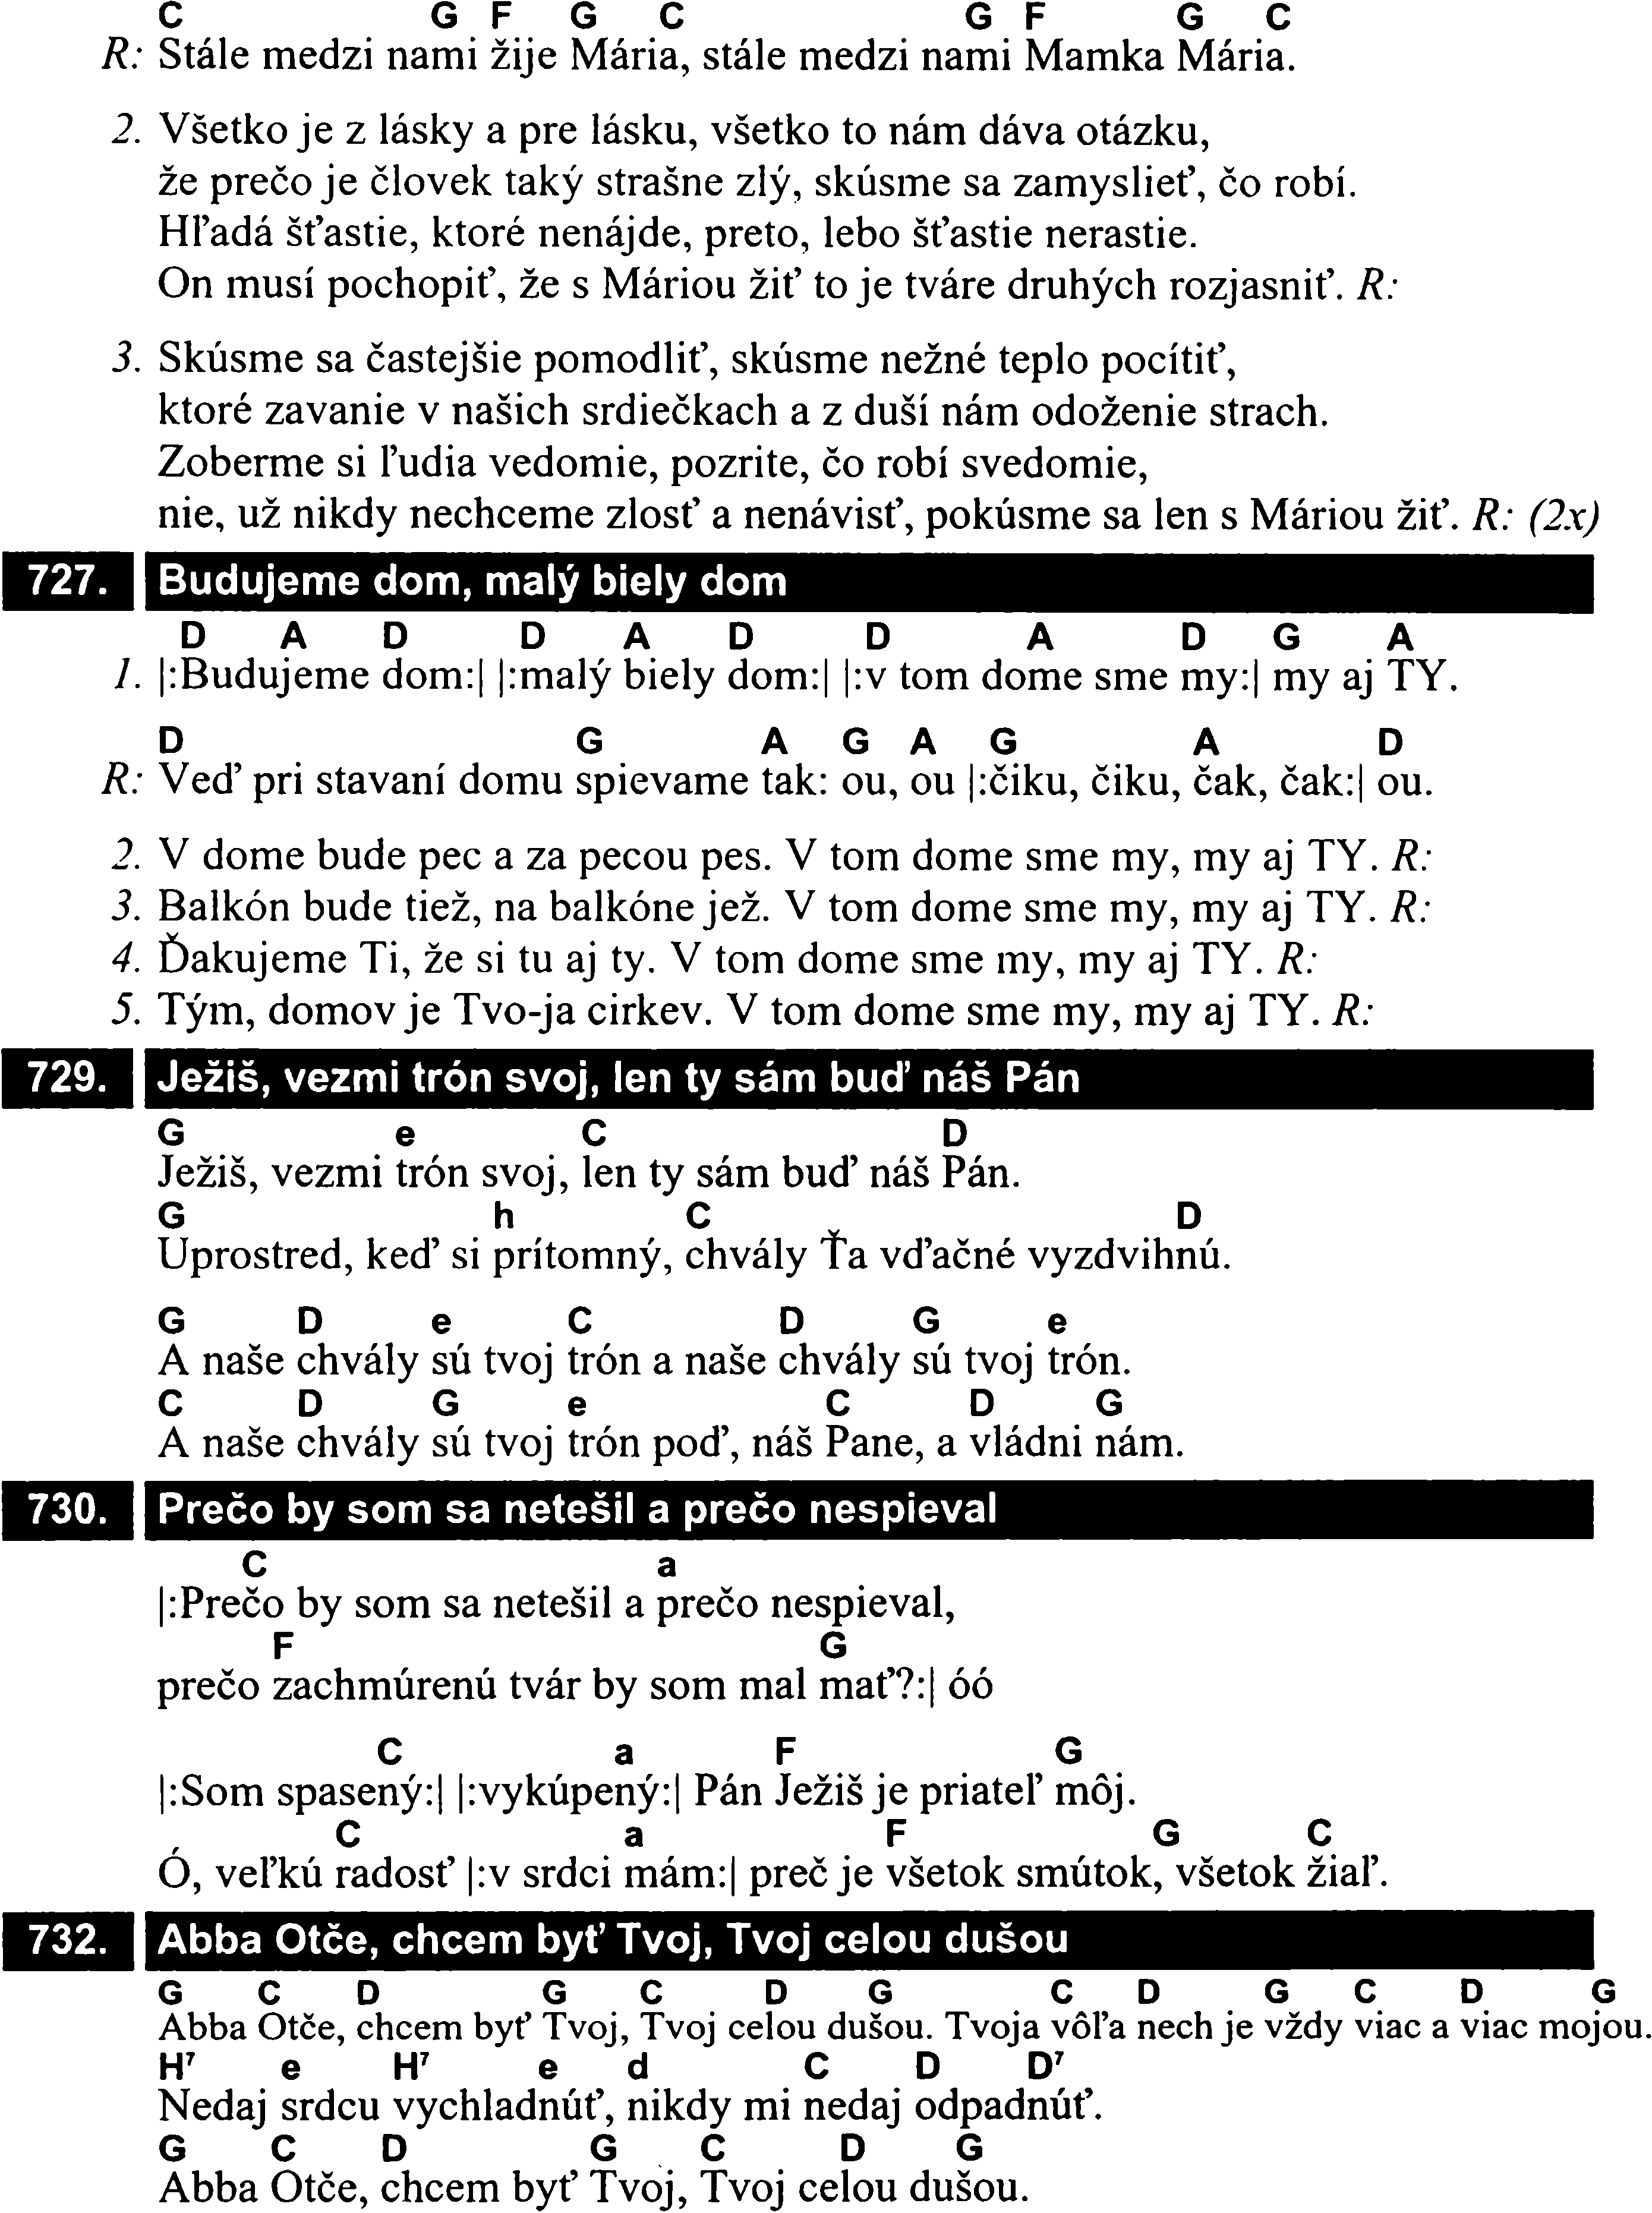 C G F G C G F G C
R: Stále medzi nami žije Mária, stále medzi nami Mamka Mária.
2. Všetko je z lásky a pre lásku, všetko to nám dáva otázku,
že prečo je človek taký strašne zlý, skúsme sa zamyslieť, čo robí.
Hľadá šťastie, ktoré nenájde, preto, lebo šťastie nerastie.
On musí pochopiť, že s Máriou žiť to je tváre druhých rozjasniť. R:
3. Skúsme sa častejšie pomodliť, skúsme nežné teplo pocítiť,
ktoré zavanie v našich srdiečkach a z duší nám odoženie strach.
Zoberme si ľudia vedomie, pozrite, čo robí svedomie,
nie, už nikdy nechceme zlosť a nenávisť, pokúsme sa len s Máriou žiť. R: (2x)
727. Budujeme dom, malý biely dom
D A D D A D D A D G A
1. |:Budujeme dom:| |:malý biely dom:| |:v tom dome sme my:| my aj TY.
D G A G A G A D
R: Veď pri stavaní domu spievame tak: ou, ou |:čiku, čiku, čak, čak:| ou.
2. V dome bude pec a za pecou pes. V tom dome sme my, my aj TY. R:
3. Balkón bude tiež, na balkóne jež. V tom dome sme my, my aj TY. R:
4. Ďakujeme Ti, že si tu aj ty. V tom dome sme my, my aj TY. R:
5. Tým, domov je Tvo-ja cirkev. V tom dome sme my, my aj TY. R:
729. Ježiš, vezmi trón svoj, len ty sám buď náš Pán
G e C D
Ježiš, vezmi trón svoj, len ty sám buď náš Pán.
G h C D
Uprostred, keď si prítomný, chvály Ťa vďačné vyzdvihnú.
G D e C D G e
A naše chvály sú tvoj trón a naše chvály sú tvoj trón.
C D G e C D G
A naše chvály sú tvoj trón poď, náš Pane, a vládni nám.
730. Prečo by som sa netešil a prečo nespieval
C a
|:Prečo by som sa netešil a prečo nespieval,
F G
prečo zachmúrenú tvár by som mal mať?:| óó
C a F G
|:Som spasený:| |:vykúpený:| Pán Ježiš je priateľ môj.
C a F G C
Ó, veľkú radosť |:v srdci mám:| preč je všetok smútok, všetok žiaľ.
732. Abba Otče, chcem byť Tvoj, Tvoj celou dušou
G C D G C D G C D G C D G
Abba Otče, chcem byť Tvoj, Tvoj celou dušou. Tvoja vôľa nech je vždy viac a viac mojou.
H⁷ e H⁷ e d C D D⁷
Nedaj srdcu vychladnúť, nikdy mi nedaj odpadnúť.
G C D G C D G
Abba Otče, chcem byť Tvoj, Tvoj celou dušou.